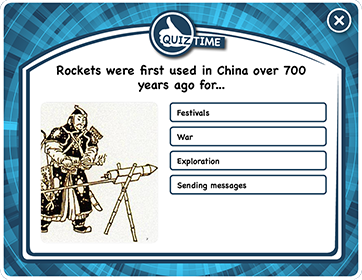 QUIZ TIME
Rockets were first used in China over 700
years ago for...
Festivals
War
Exploration
Sending messages